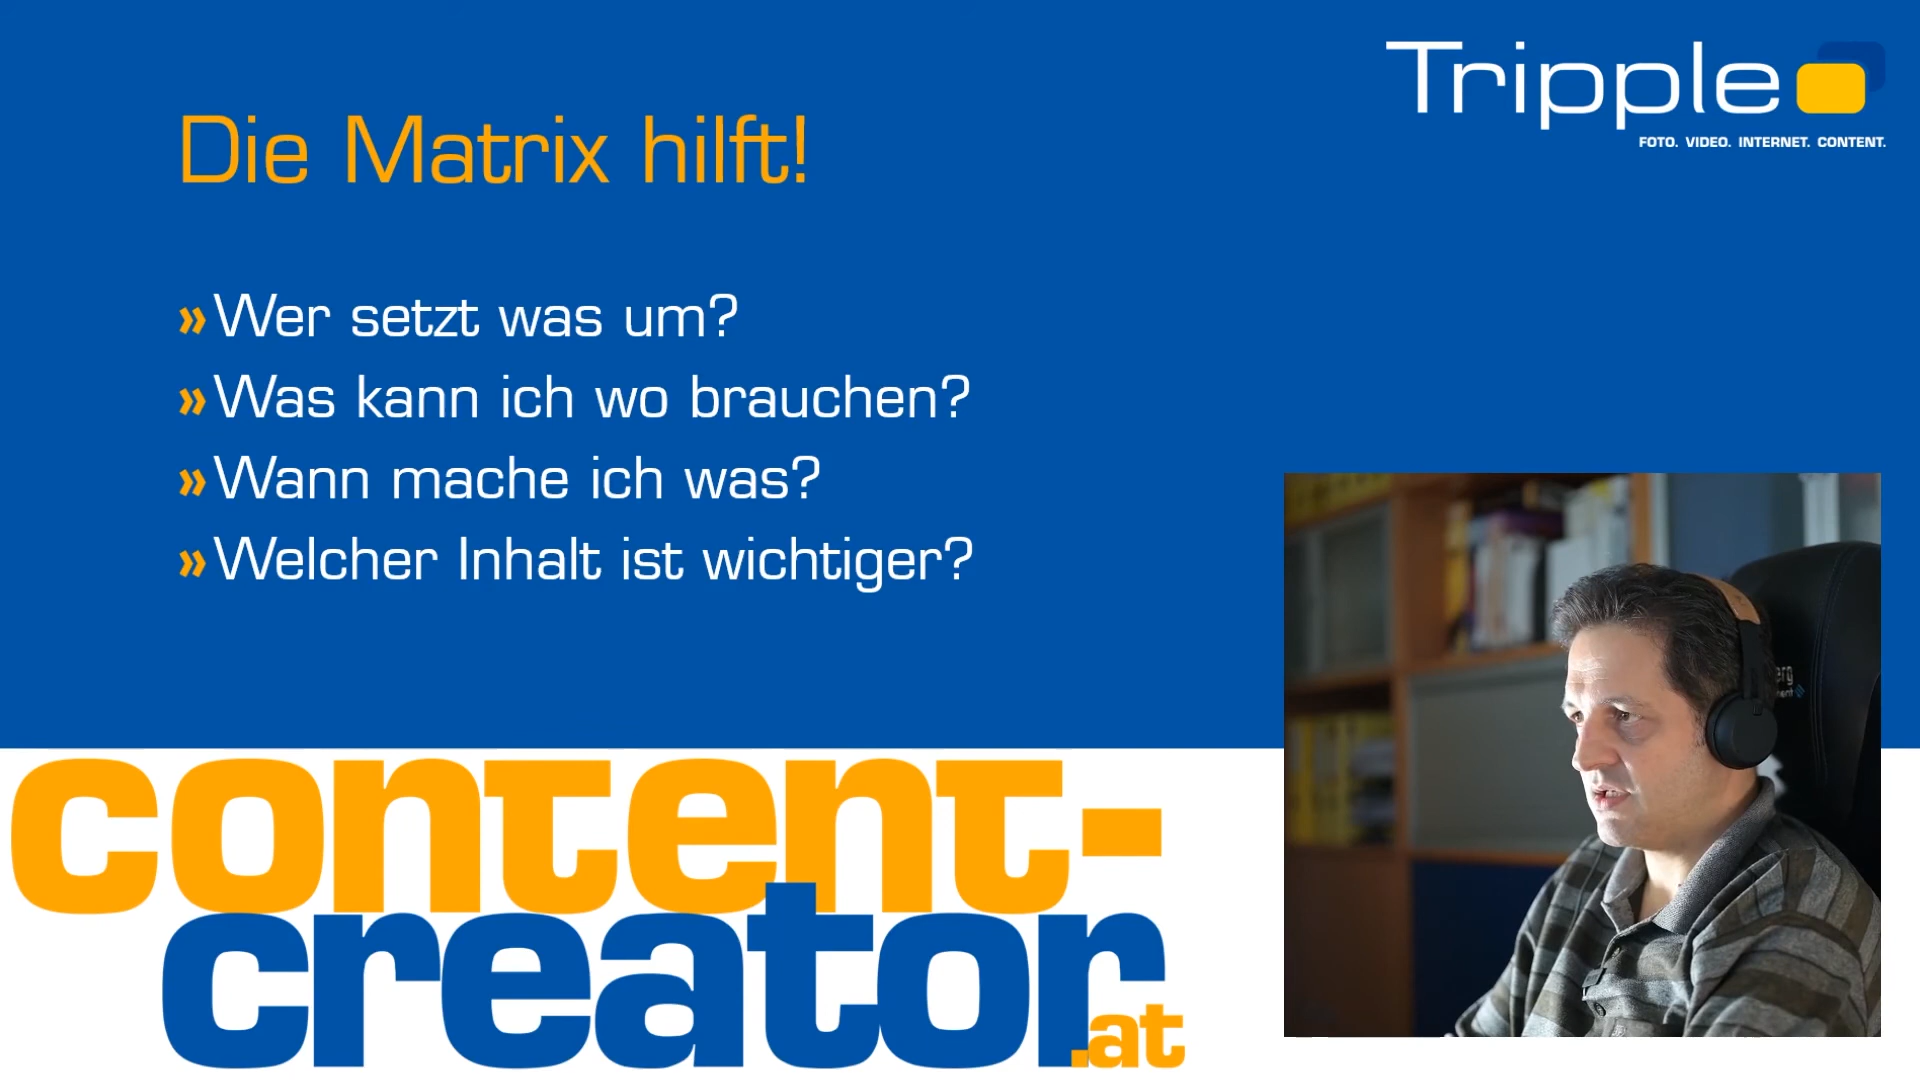 Tripple
FOTO. VIDEO. INTERNET. CONTENT.
Die Matrix hilft!
» Wer setzt was um?
» Was kann ich wo brauchen?
» Wann mache ich was?
» Welcher Inhalt ist wichtiger?
content-
creator
.at